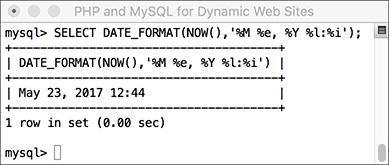 PHP and MySQL for Dynamic Web Sites
mysql> SELECT DATE_FORMAT(NOW(),'%M %e, %Y %l:%i');
+--------------------------------------+
| DATE_FORMAT(NOW(),'%M %e, %Y %l:%i') |
+--------------------------------------+
| May 23, 2017 12:44                   |
+--------------------------------------+
1 row in set (0.00 sec)
mysql>